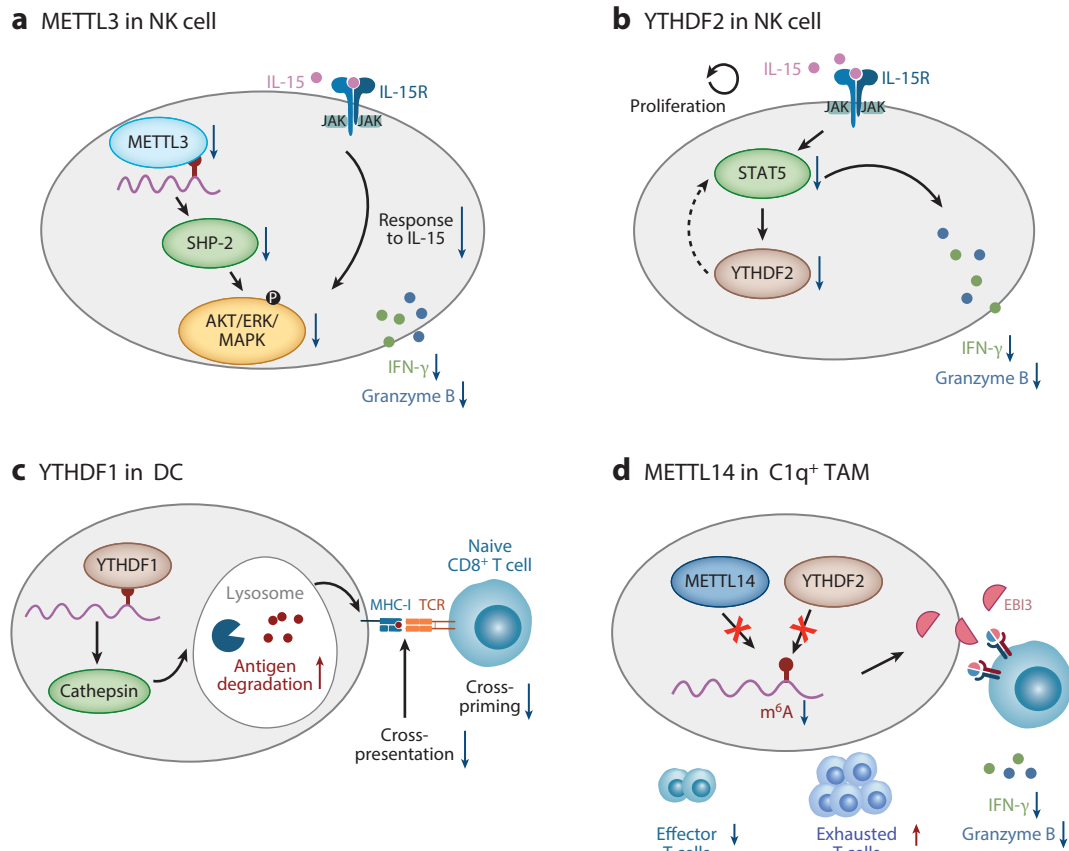 a METTL3 in NK cell
IL-15
IL-15R
JAK JAK
METTL3
SHP-2
Response
to IL-15
P
AKT/ERK/
MAPK
IFN-γ
Granzyme B
b YTHDF2 in NK cell
IL-15
IL-15R
Proliferation
JAK JAK
STAT5
YTHDF2
IFN-γ
Granzyme B
c YTHDF1 in DC
YTHDF1
Cathepsin
Lysosome
Antigen
degradation
MHC-I TCR
Naive
CD8⁺ T cell
Cross-
priming
Cross-
presentation
d METTL14 in C1q⁺ TAM
METTL14
YTHDF2
m⁶A
EBI3
Effector
T cells
Exhausted
T cells
IFN-γ
Granzyme B